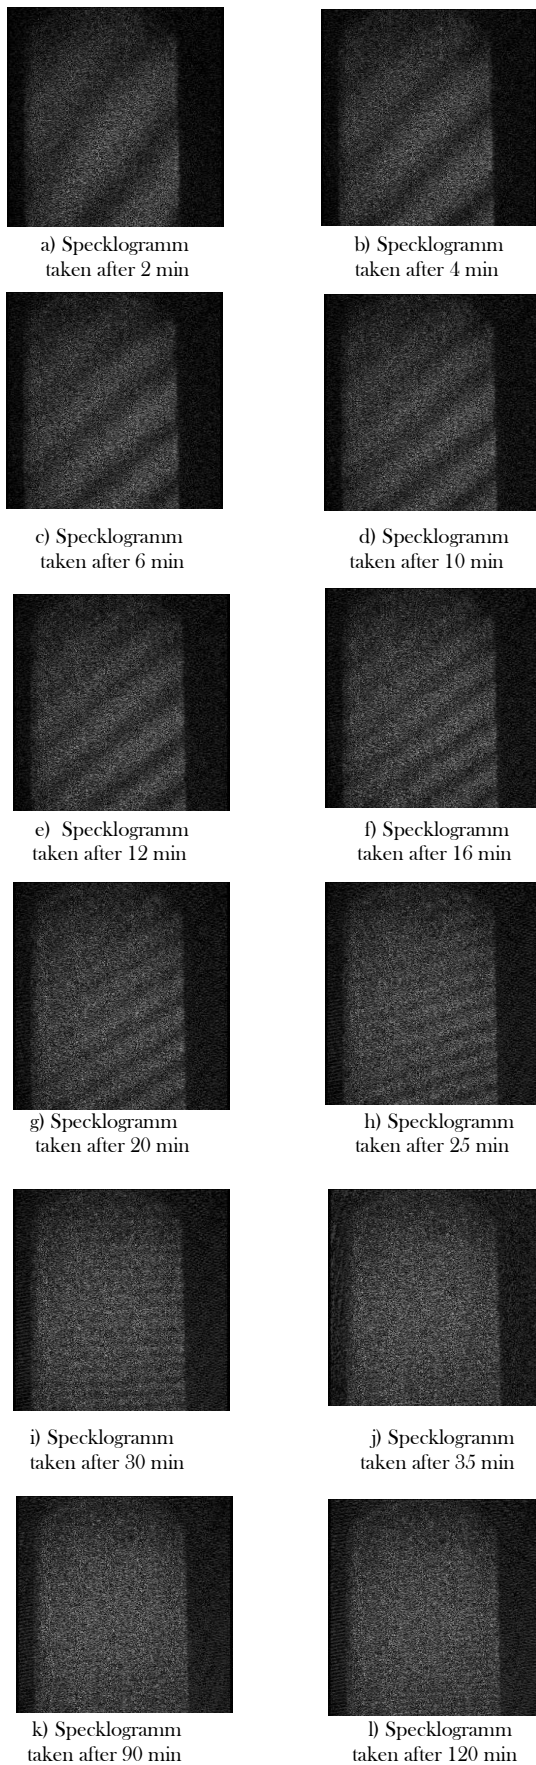 a) Specklogramm
taken after 2 min
b) Specklogramm
taken after 4 min
c) Specklogramm
taken after 6 min
d) Specklogramm
taken after 10 min
e) Specklogramm
taken after 12 min
f) Specklogramm
taken after 16 min
g) Specklogramm
taken after 20 min
h) Specklogramm
taken after 25 min
i) Specklogramm
taken after 30 min
j) Specklogramm
taken after 35 min
k) Specklogramm
taken after 90 min
l) Specklogramm
taken after 120 min